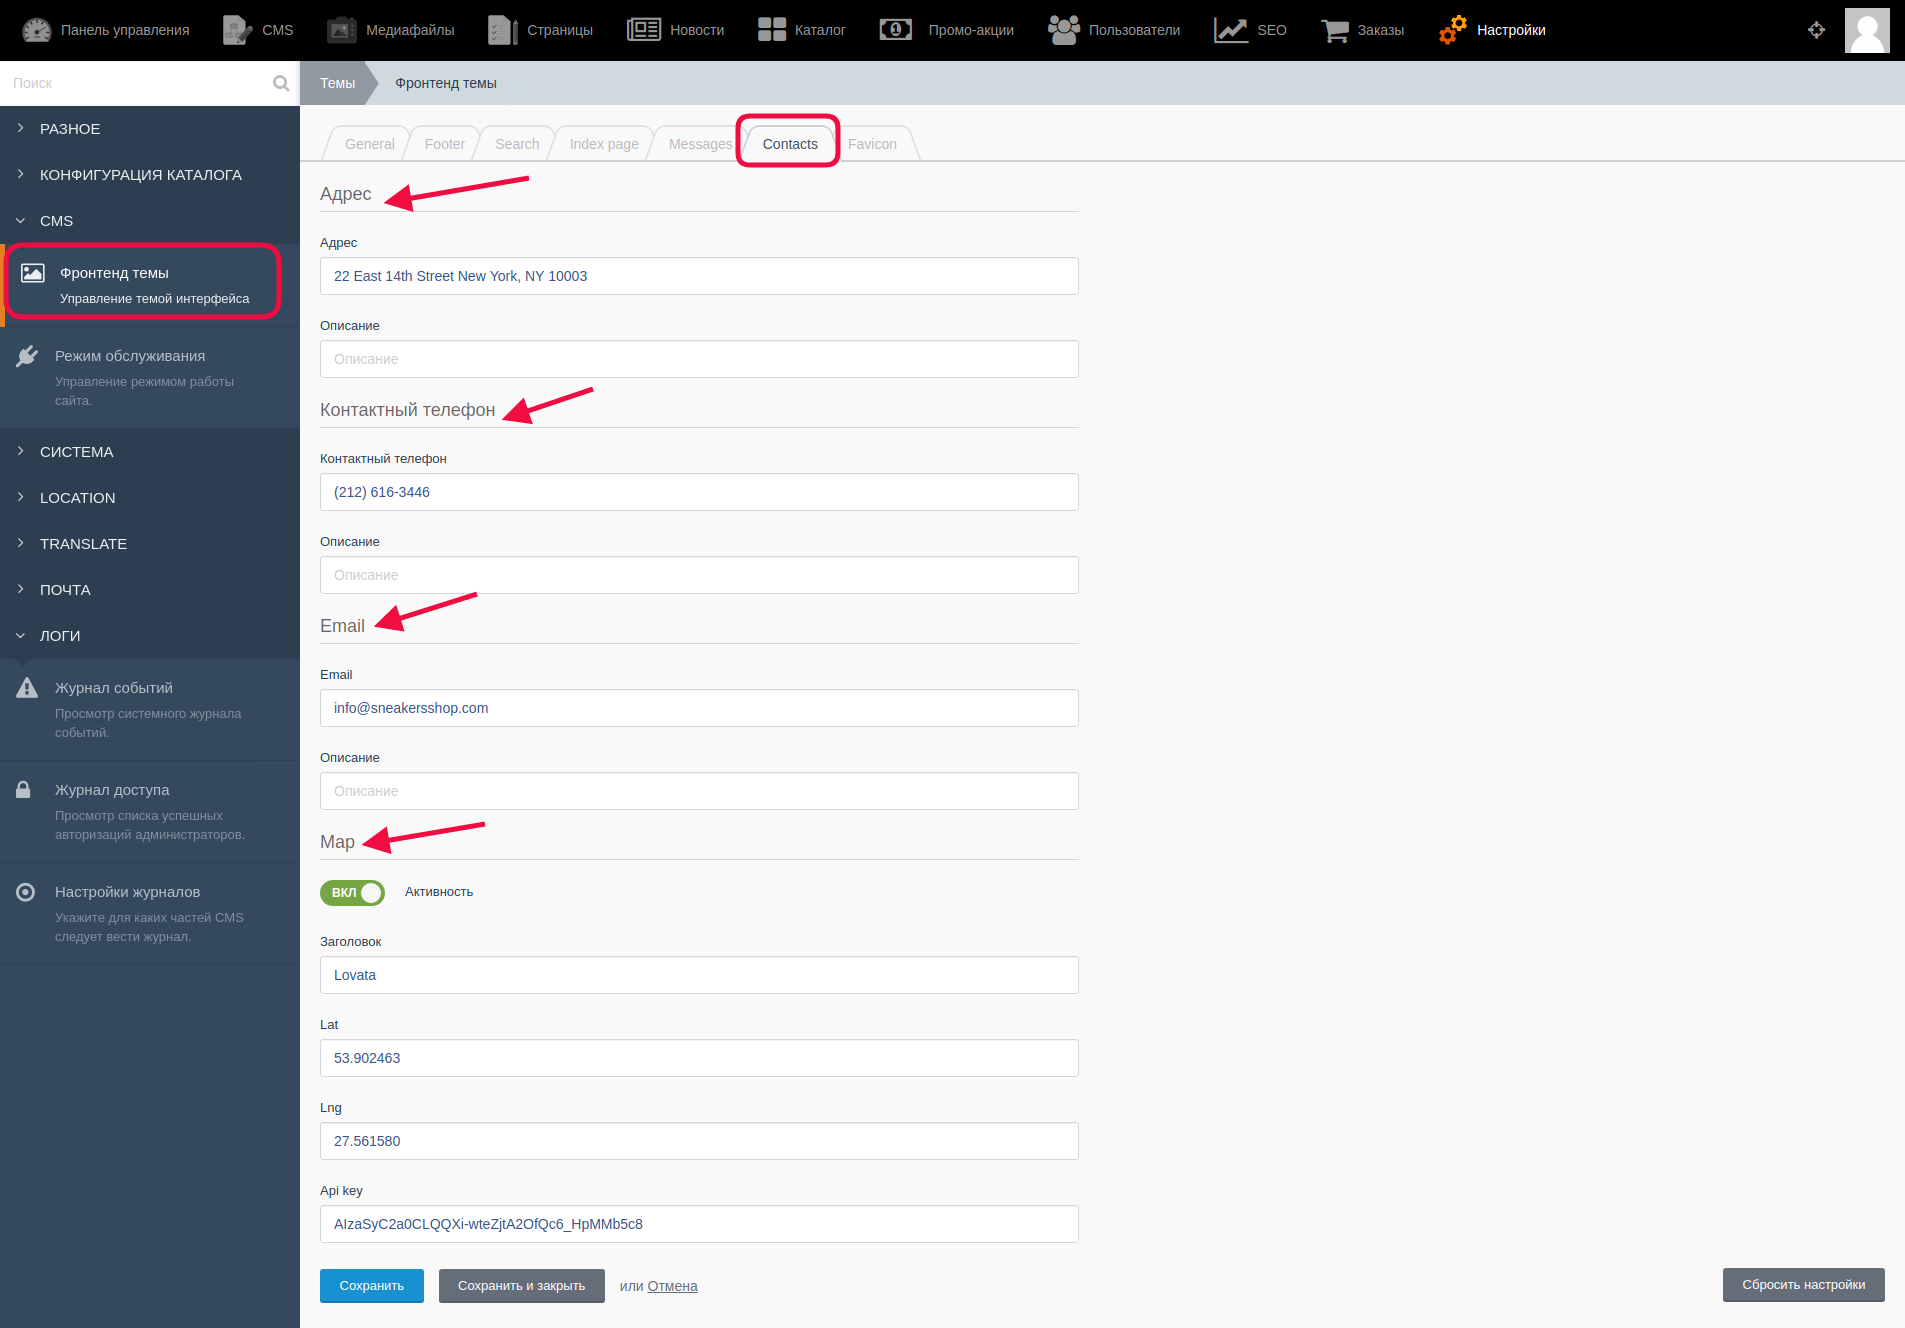 Панель управления CMS Медиафайлы Страницы Новости Каталог Промо-акции Пользователи SEO Заказы Настройки
Поиск
Темы Фронтенд темы
РАЗНОЕ
КОНФИГУРАЦИЯ КАТАЛОГА
CMS
Фронтенд темы
Управление темой интерфейса
Режим обслуживания
Управление режимом работы
сайта.
СИСТЕМА
LOCATION
TRANSLATE
ПОЧТА
ЛОГИ
Журнал событий
Просмотр системного журнала
событий.
Журнал доступа
Просмотр списка успешных
авторизаций администраторов.
Настройки журналов
Укажите для каких частей CMS
следует вести журнал.
General Footer Search Index page Messages Contacts Favicon
Адрес
Адрес
22 East 14th Street New York, NY 10003
Описание
Описание
Контактный телефон
Контактный телефон
(212) 616-3446
Описание
Описание
Email
Email
info@sneakersshop.com
Описание
Описание
Map
ВКЛ Активность
Заголовок
Lovata
Lat
53.902463
Lng
27.561580
Api key
AIzaSyC2a0CLQQXi-wteZjtA2OfQc6_HpMMb5c8
Сохранить Сохранить и закрыть или Отмена Сбросить настройки